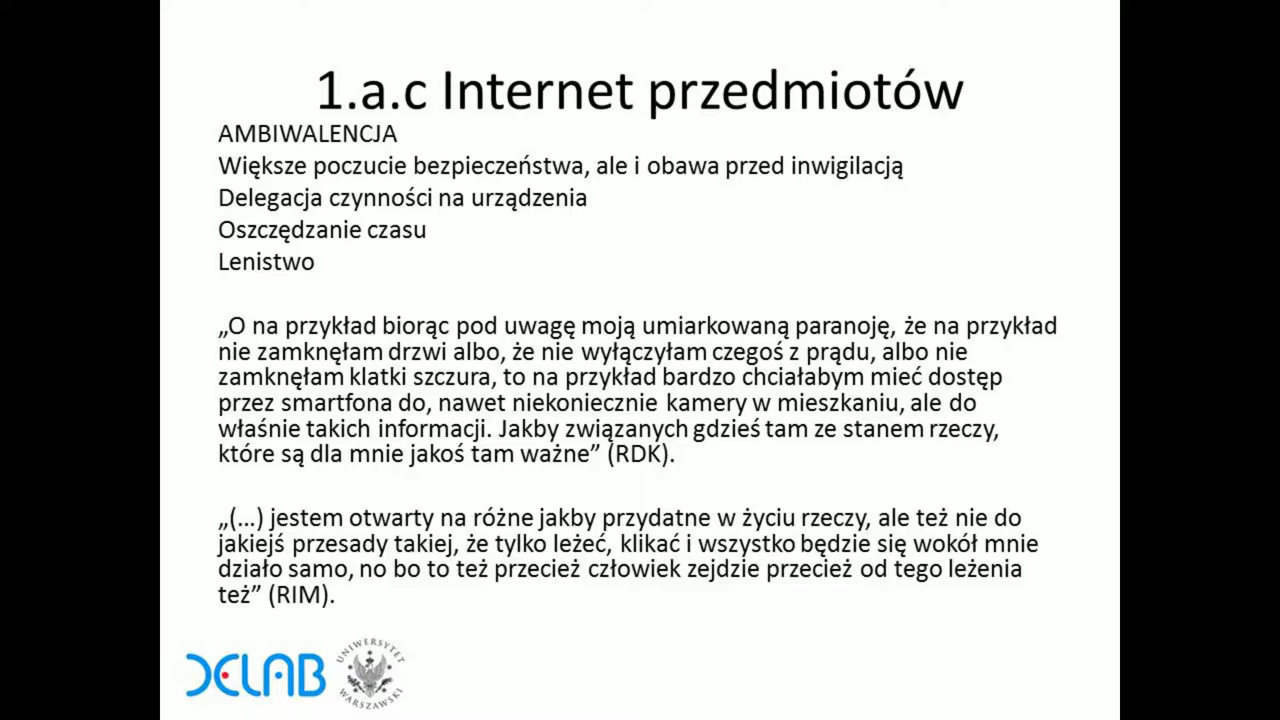 1.a.c Internet przedmiotów
AMBIWALENCJA
Większe poczucie bezpieczeństwa, ale i obawa przed inwigilacją
Delegacja czynności na urządzenia
Oszczędzanie czasu
Lenistwo
„O na przykład biorąc pod uwagę moją umiarkowaną paranoję, że na przykład
nie zamknęłam drzwi albo, że nie wyłączyłam czegoś z prądu, albo nie
zamknęłam klatki szczura, to na przykład bardzo chciałabym mieć dostęp
przez smartfona do, nawet niekoniecznie kamery w mieszkaniu, ale do
właśnie takich informacji. Jakby związanych gdzieś tam ze stanem rzeczy,
które są dla mnie jakoś tam ważne” (RDK).
„(...) jestem otwarty na różne jakby przydatne w życiu rzeczy, ale też nie do
jakiejś przesady takiej, że tylko leżeć, klikać i wszystko będzie się wokół mnie
działo samo, no bo to też przecież człowiek zejdzie przecież od tego leżenia
też” (RIM).
DELAB
UNIWERSYTET
WARSZAWSKI